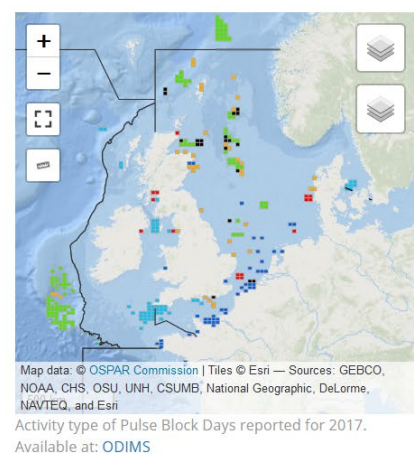 +
−
Map data: © OSPAR Commission | Tiles © Esri — Sources: GEBCO,
NOAA, CHS, OSU, UNH, CSUMB, National Geographic, DeLorme,
NAVTEQ, and Esri
Activity type of Pulse Block Days reported for 2017.
Available at: ODIMS